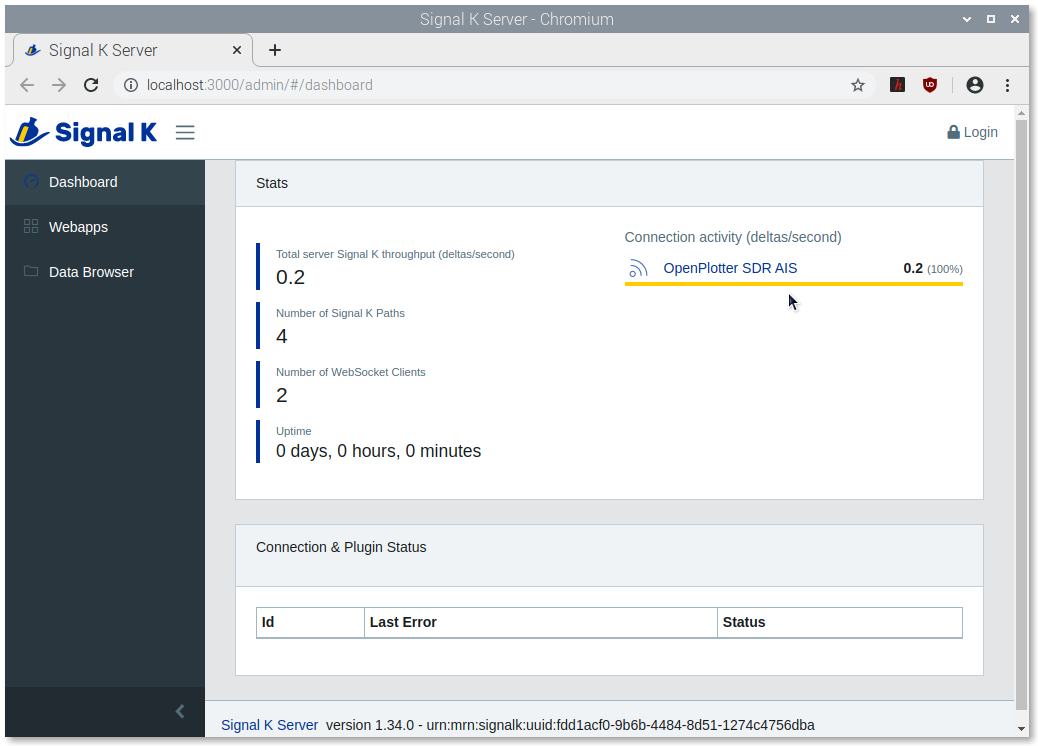 Signal K Server - Chromium
Signal K Server
localhost:3000/admin/#/dashboard
h
UD
Signal K
Login
Dashboard
Webapps
Data Browser
Stats
Total server Signal K throughput (deltas/second)
0.2
Number of Signal K Paths
4
Number of WebSocket Clients
2
Uptime
0 days, 0 hours, 0 minutes
Connection activity (deltas/second)
OpenPlotter SDR AIS 0.2 (100%)
Connection & Plugin Status
Id Last Error Status
Signal K Server version 1.34.0 - urn:mrn:signalk:uuid:fdd1acf0-9b6b-4484-8d51-1274c4756dba